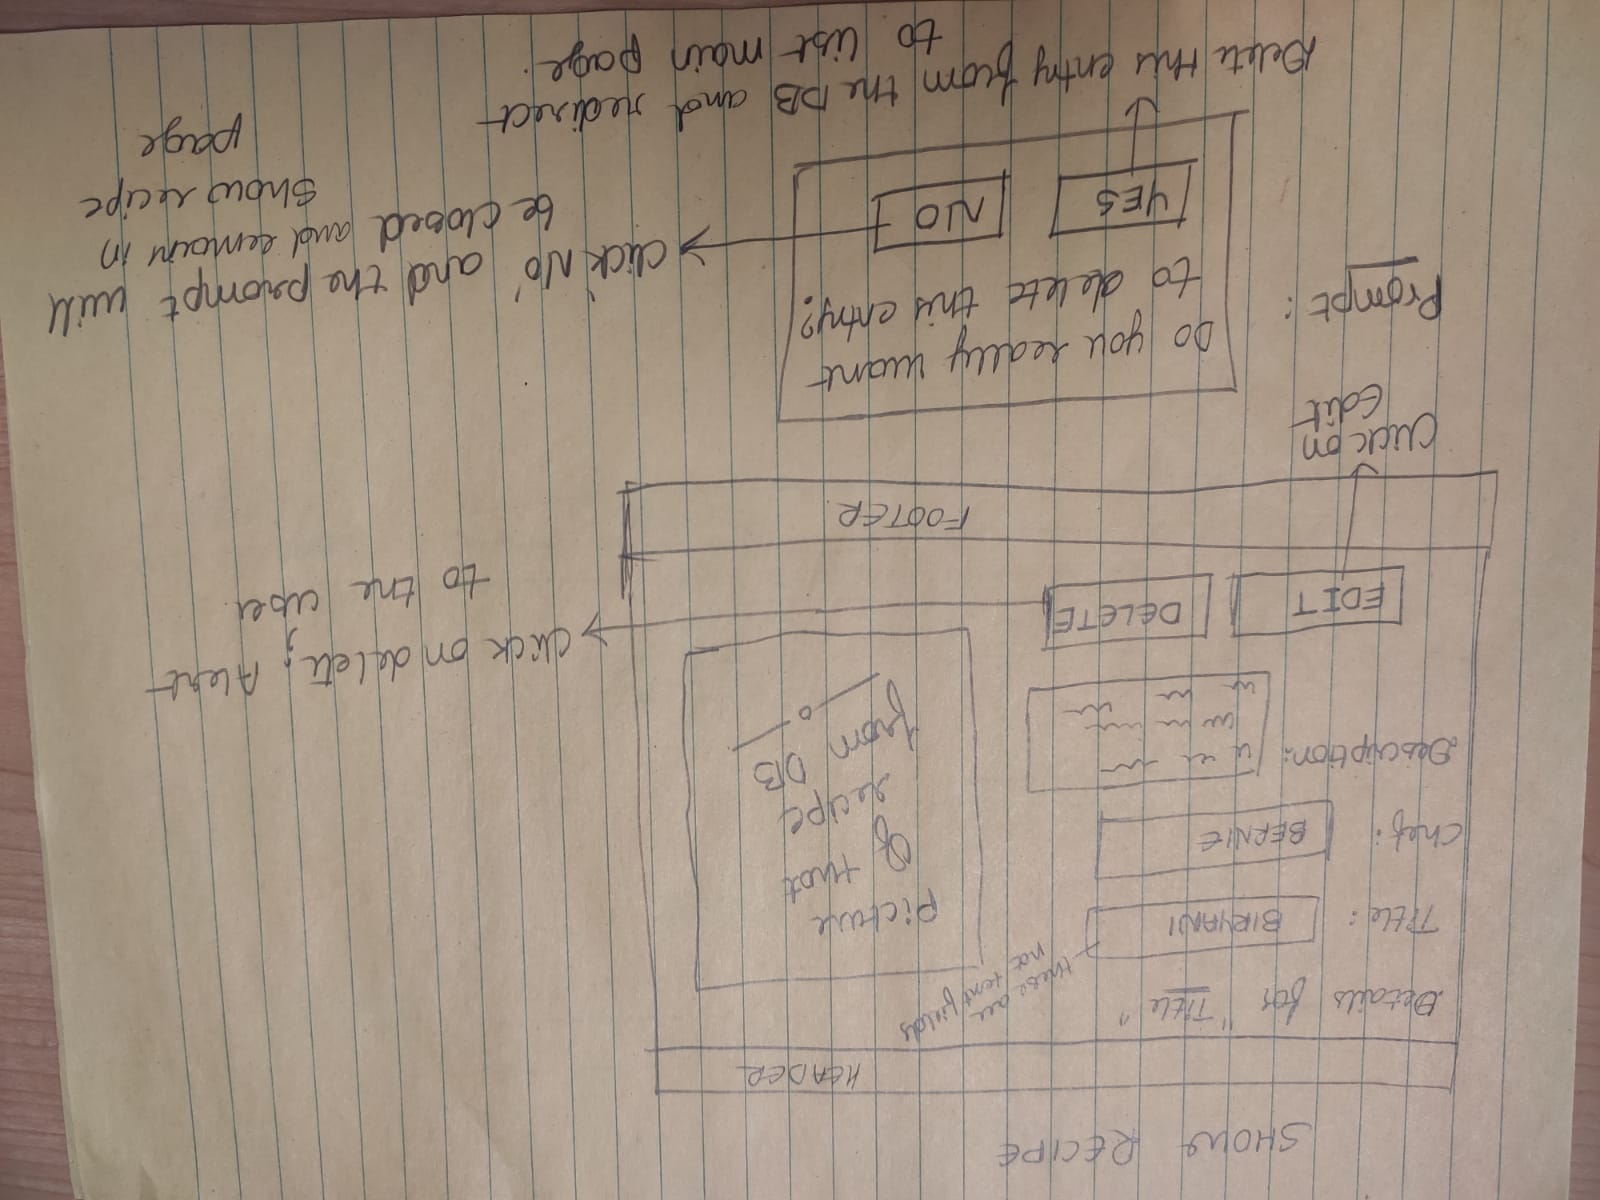 SHOW RECIPE
HEADER
Details for "Title"
these are
not text fields
Title: BIRYANI
Chef: BERNIE
Description:
Picture
Of that
recipe
from DB
EDIT DELETE
Click on delete; Alert
to the user.
FOOTER
Click on
Edit
Prompt:
Do you really want
to delete this entry?
YES NO
Click 'No' and the prompt will
be closed and remain in
Show recipe
page
Delete this entry from the DB and redirect
to list main page.